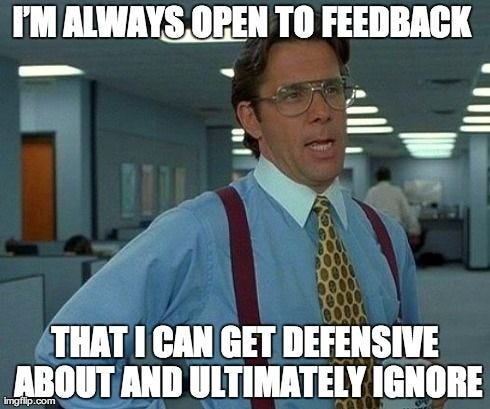 I'M ALWAYS OPEN TO FEEDBACK
THAT I CAN GET DEFENSIVE
ABOUT AND ULTIMATELY IGNORE
imgflip.com